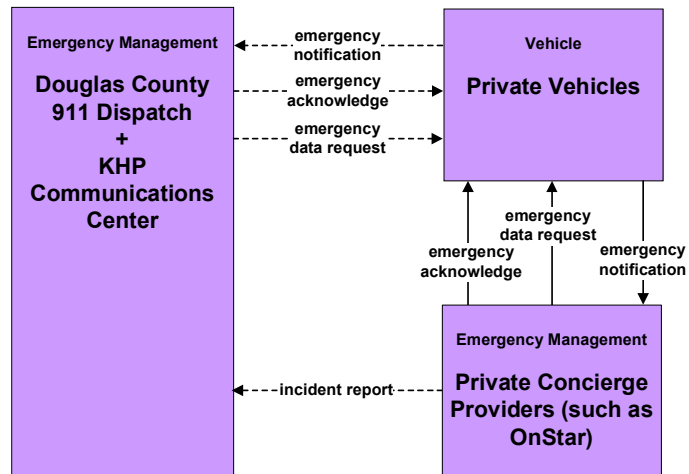 Emergency Management
Douglas County
911 Dispatch
+
KHP
Communications
Center
emergency
notification
emergency
acknowledge
emergency
data request
Vehicle
Private Vehicles
emergency
data request
emergency
acknowledge
emergency
notification
incident report
Emergency Management
Private Concierge
Providers (such as
OnStar)